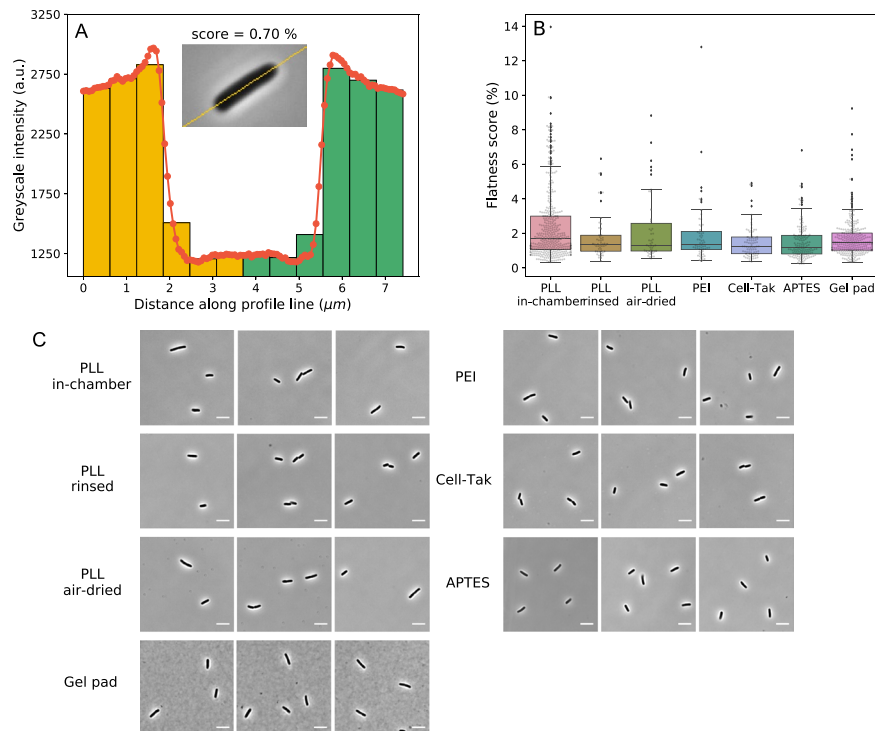 A
score = 0.70 %
Greyscale intensity (a.u.)
2750
2250
1750
1250
0 1 2 3 4 5 6 7
Distance along profile line (μm)
B
Flatness score (%)
14
12
10
8
6
4
2
0
PLL in-chamber
PLL rinsed
PLL air-dried
PEI
Cell-Tak
APTES
Gel pad
C
PLL
in-chamber
PLL
rinsed
PLL
air-dried
Gel pad
PEI
Cell-Tak
APTES